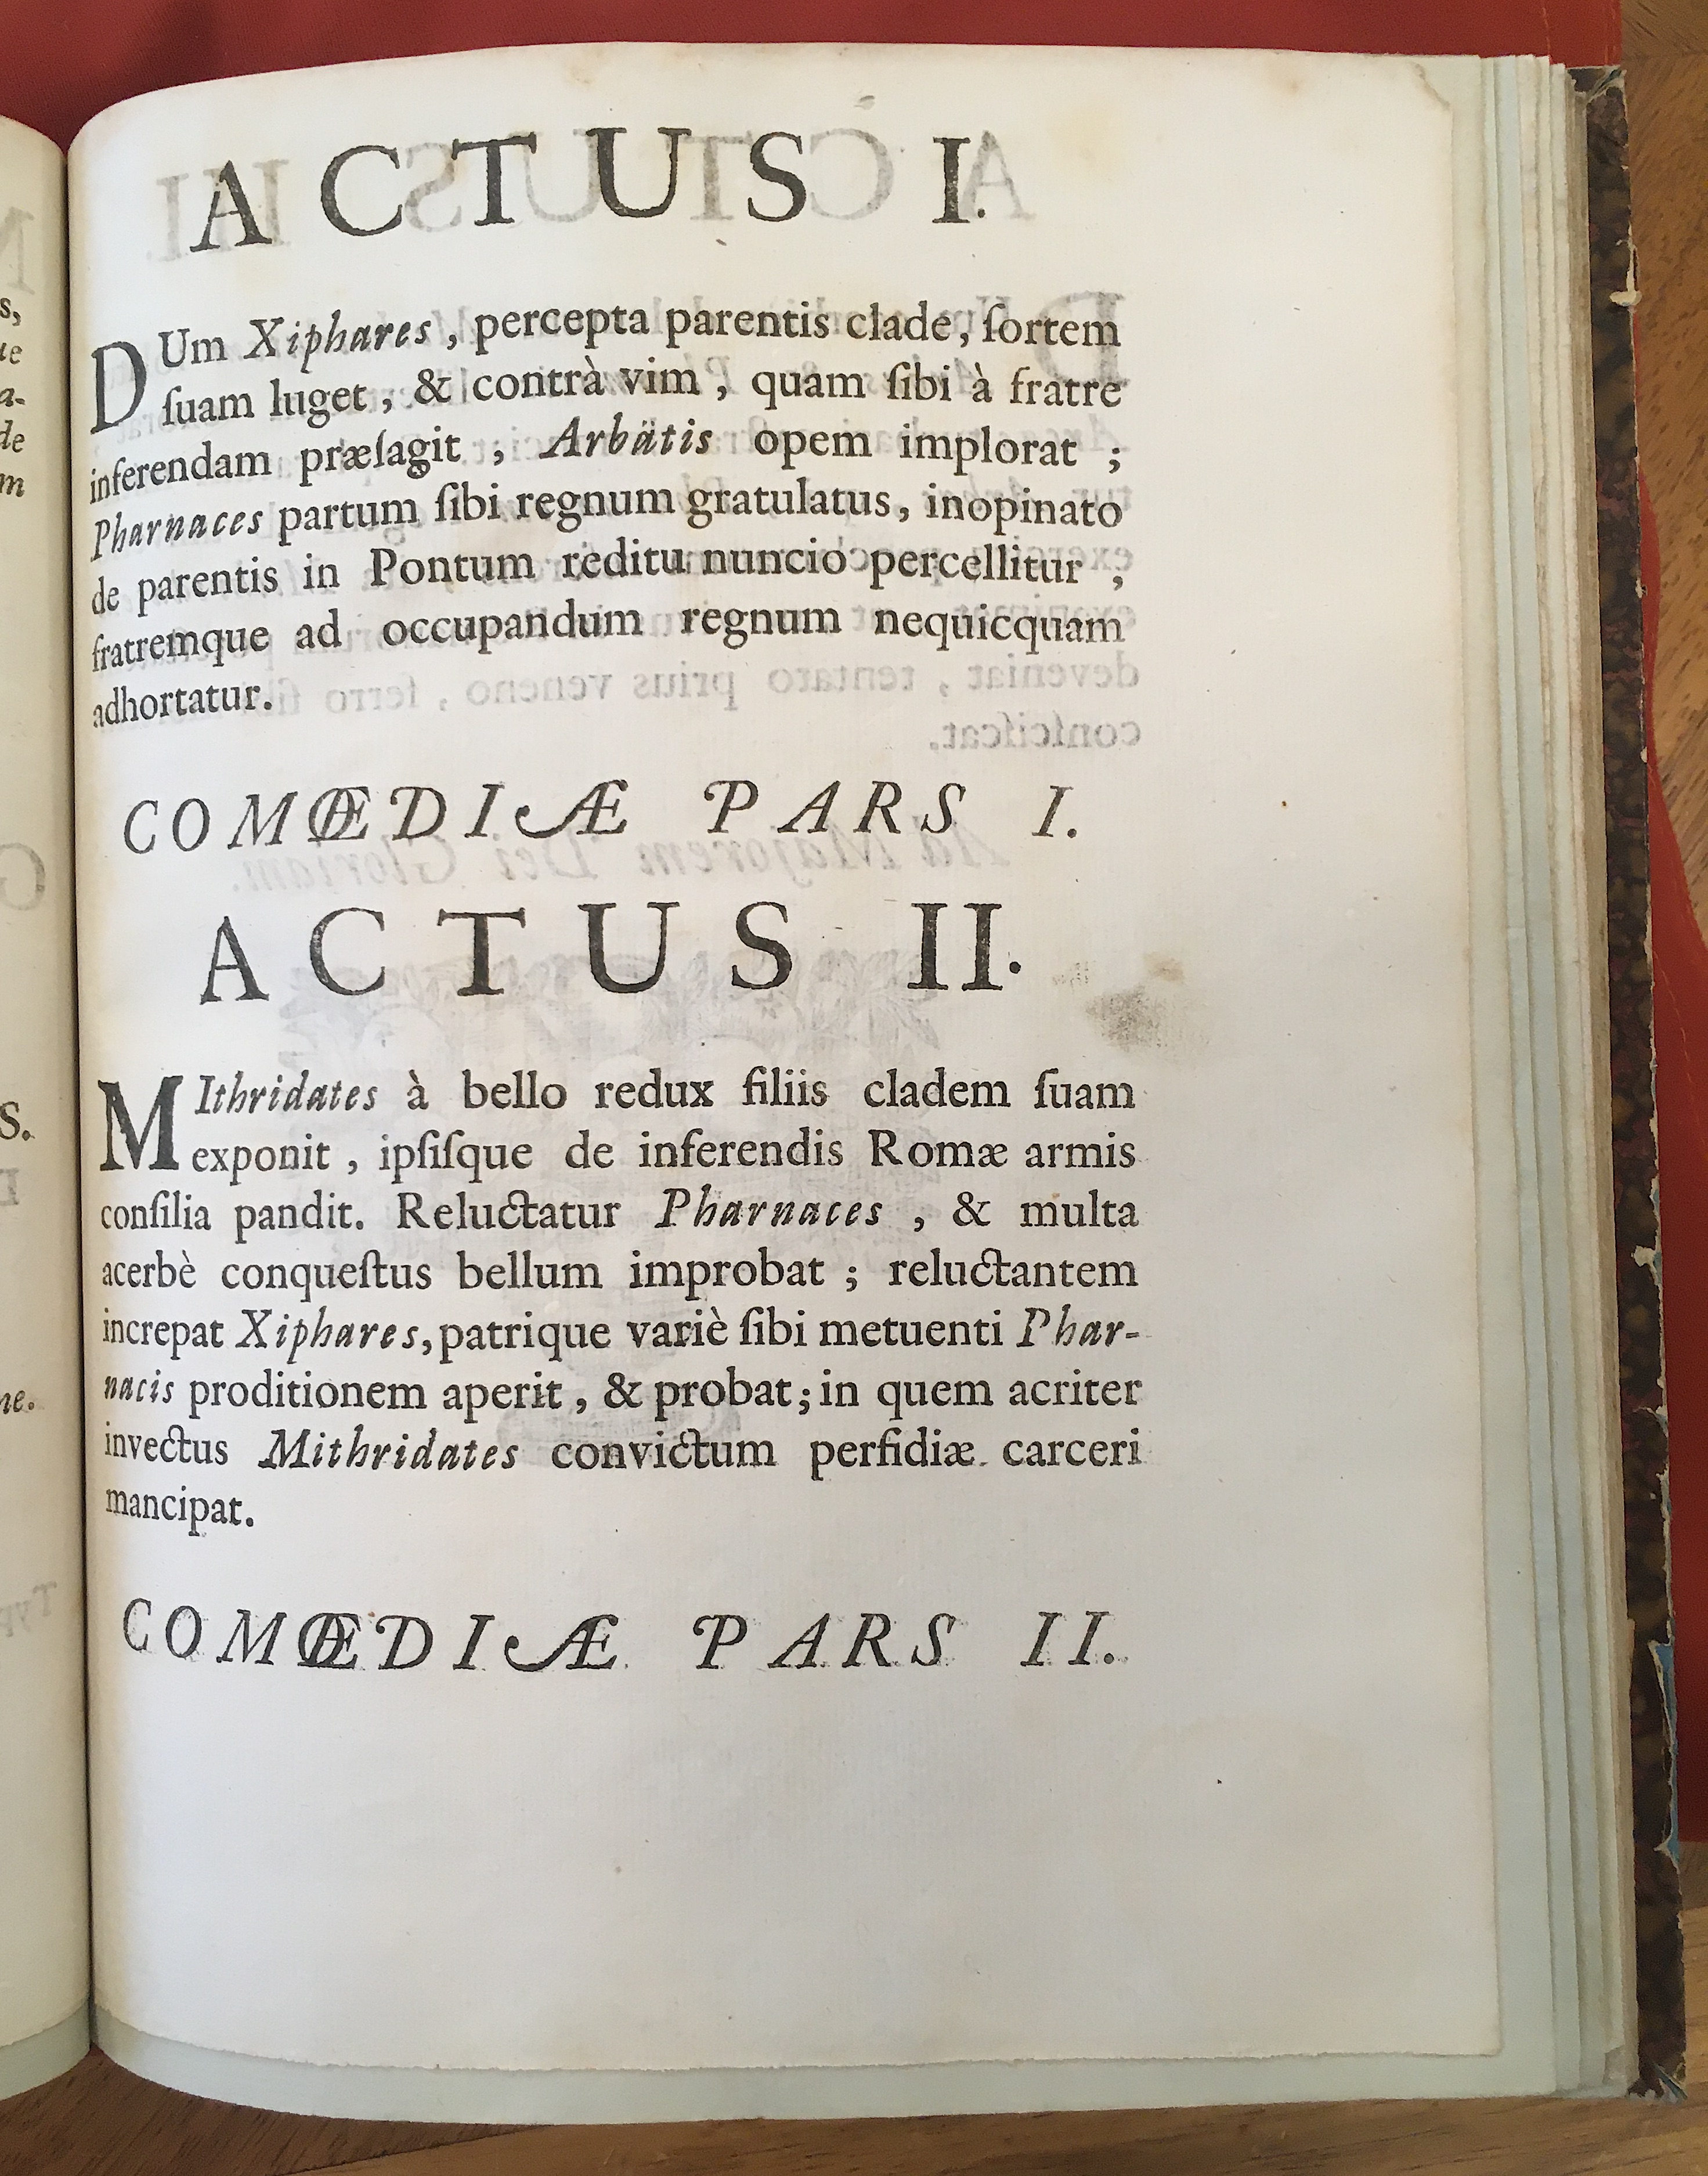 ACTUS I.
DUm Xiphares, percepta parentis clade, ſortem
ſuam luget, & contrà vim, quam ſibi à fratre
inferendam præſagit; Arbatis opem implorat;
Pharnaces partum ſibi regnum gratulatus, inopinato
de parentis in Pontum reditu nuncio percellitur;
fratremque ad occupandum regnum nequicquam
adhortatur.
COMŒDIÆ PARS I.
ACTUS II.
MIthridates à bello redux filiis cladem ſuam
exponit, ipſiſque de inferendis Romæ armis
conſilia pandit. Reluctatur Pharnaces, & multa
acerbè conqueſtus bellum improbat; reluctantem
increpat Xiphares, patrique variè ſibi metuenti Phar-
nacis proditionem aperit, & probat; in quem acriter
invectus Mithridates convictum perfidiæ carceri
mancipat.
COMŒDIÆ PARS II.